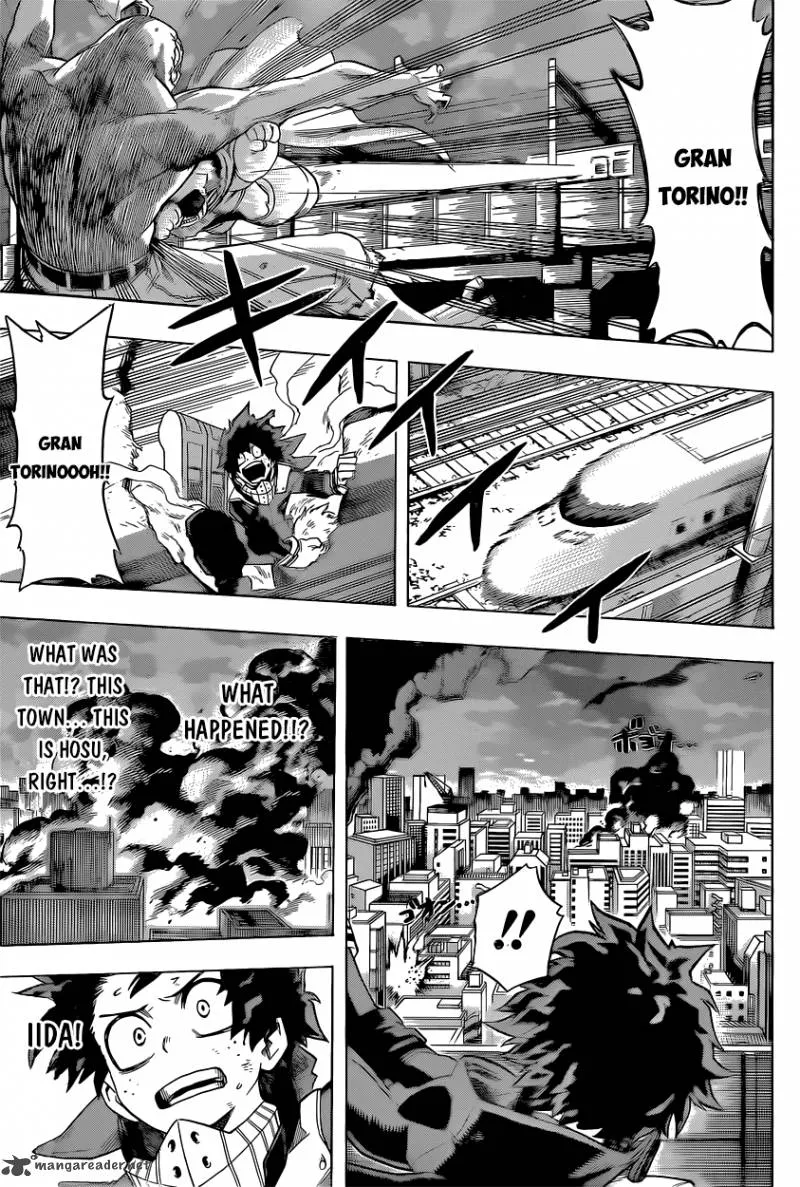 GRAN
TORINO!!
GRAN
TORINOOOH!!
WHAT
HAPPENED!!?
WHAT WAS
THAT!? THIS
TOWN... THIS
IS HOSU,
RIGHT...!?
!!
IIDA!
mangareader.net